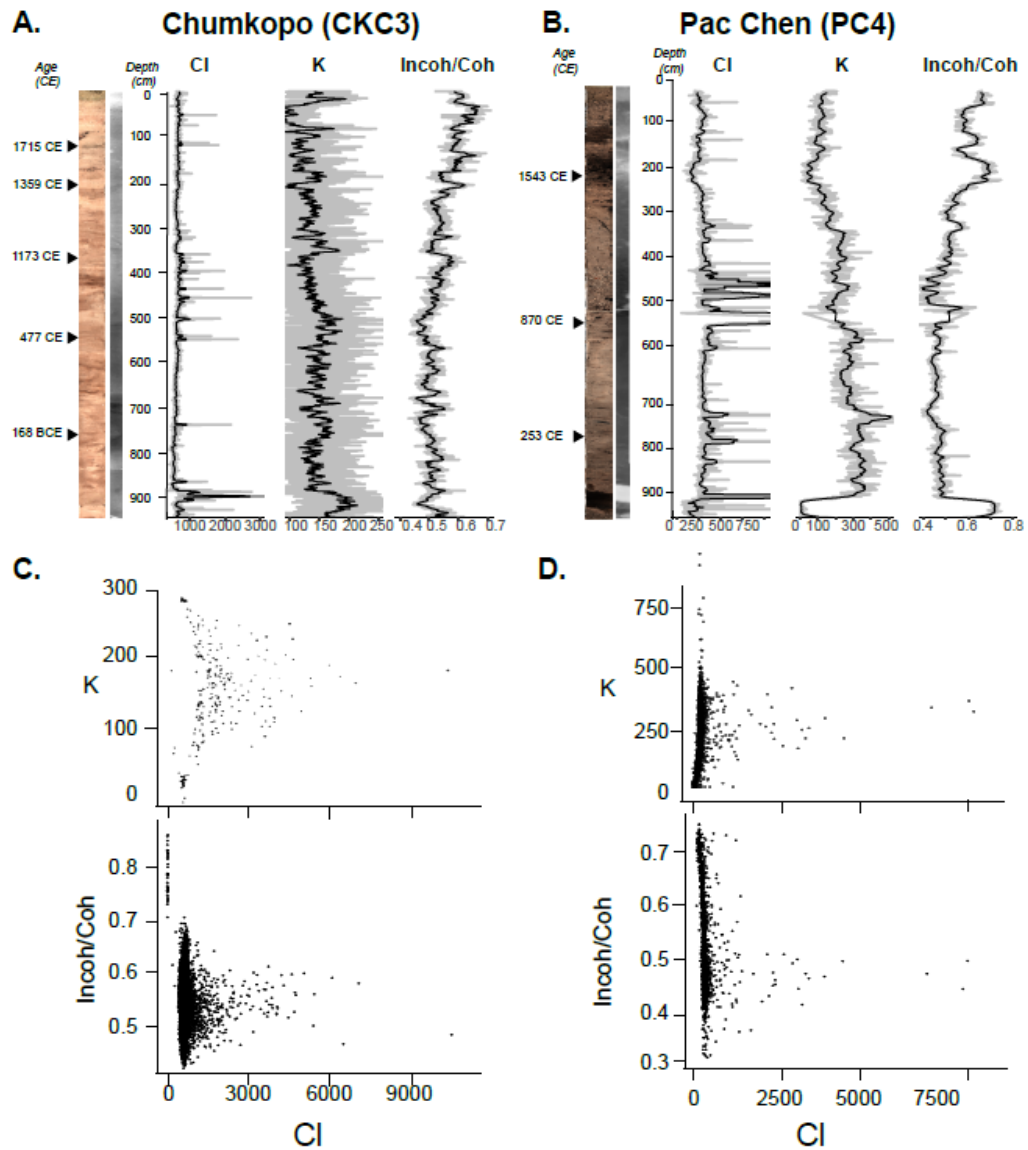 A. Chumkopo (CKC3)
Age (CE)
Depth (cm)
Cl K Incoh/Coh
0
100
200
300
400
500
600
700
800
900
1715 CE
1359 CE
1173 CE
477 CE
168 BCE
0 1000 2000 3000
100 150 200 250
0.4 0.5 0.6 0.7
B. Pac Chen (PC4)
Age (CE)
Depth (cm)
Cl K Incoh/Coh
0
100
200
300
400
500
600
700
800
900
1543 CE
870 CE
253 CE
0 250 500 750
0 100 300 500
0.4 0.6 0.8
C.
300
200
100
0
K
0.8
0.7
0.6
0.5
Incoh/Coh
0 3000 6000 9000
Cl
D.
750
500
250
0
K
0.7
0.6
0.5
0.4
0.3
Incoh/Coh
0 2500 5000 7500
Cl